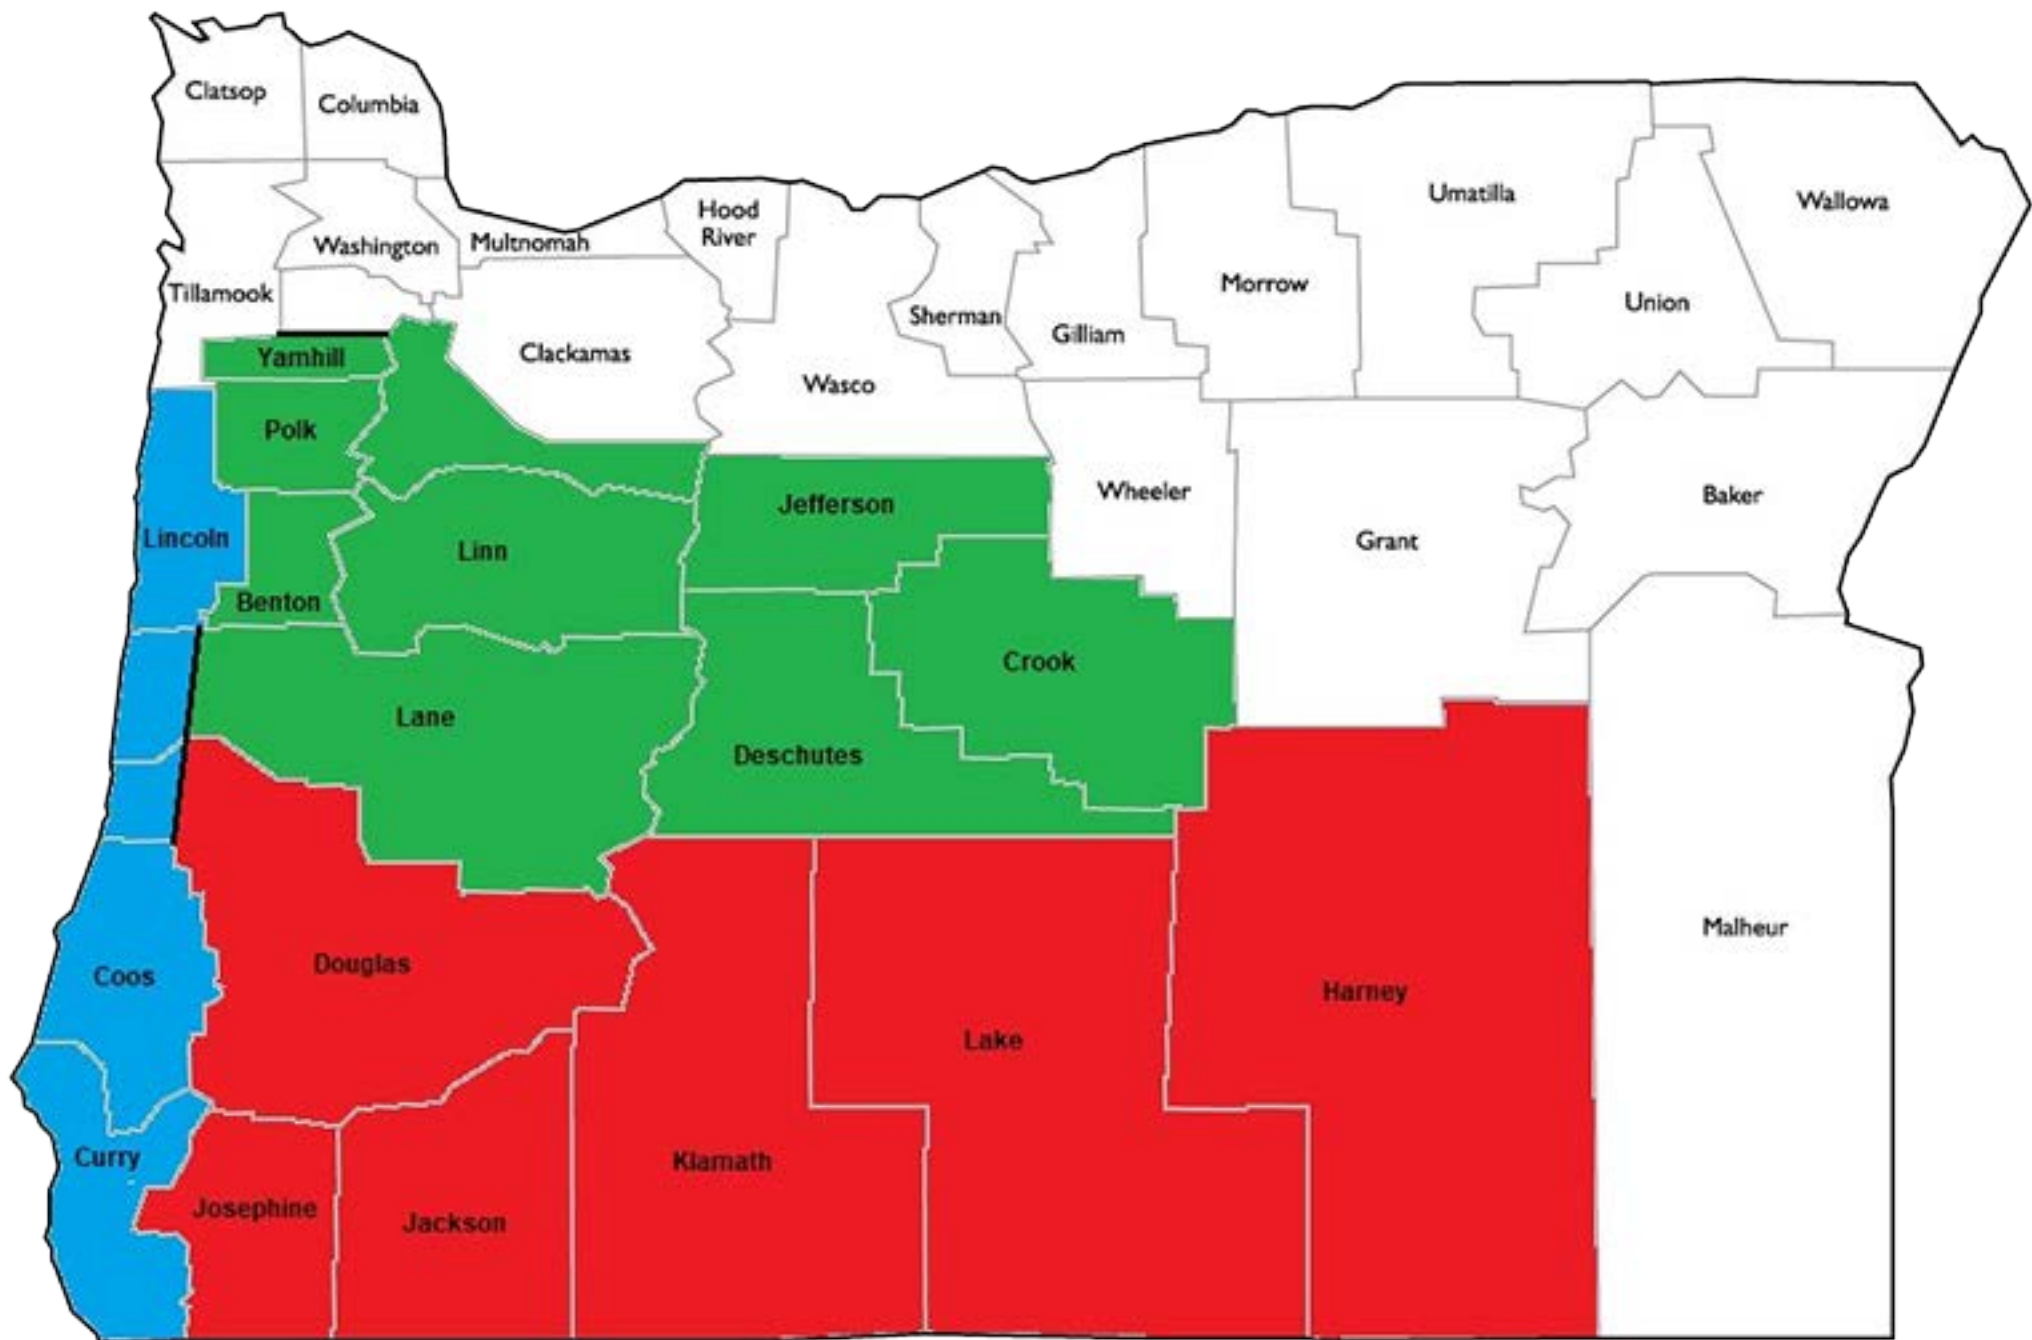 Clatsop
Columbia
Hood
River
Umatilla
Wallowa
Washington
Multnomah
Tillamook
Morrow
Union
Sherman
Gilliam
Clackamas
Yamhill
Wasco
Polk
Wheeler
Baker
Jefferson
Lincoln
Linn
Grant
Benton
Crook
Lane
Deschutes
Malheur
Douglas
Coos
Harney
Lake
Curry
Klamath
Josephine
Jackson